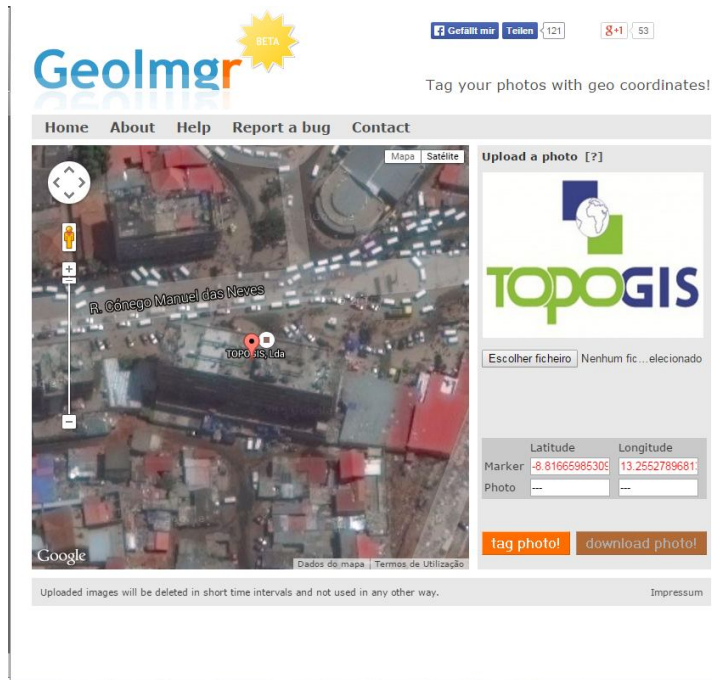 BETA
GeoImgr
Gefällt mir Teilen 121
g+1 53
Tag your photos with geo coordinates!
Home About Help Report a bug Contact
Mapa Satélite
R. Cónego Manuel das Neves
TOPOGIS, Lda
Google
Dados do mapa Termos de Utilização
Upload a photo [?]
TOPOGIS
Escolher ficheiro Nenhum fic...elecionado
Latitude Longitude
Marker -8.81665985309 13.2552789681
Photo --- ---
tag photo! download photo!
Uploaded images will be deleted in short time intervals and not used in any other way. Impressum